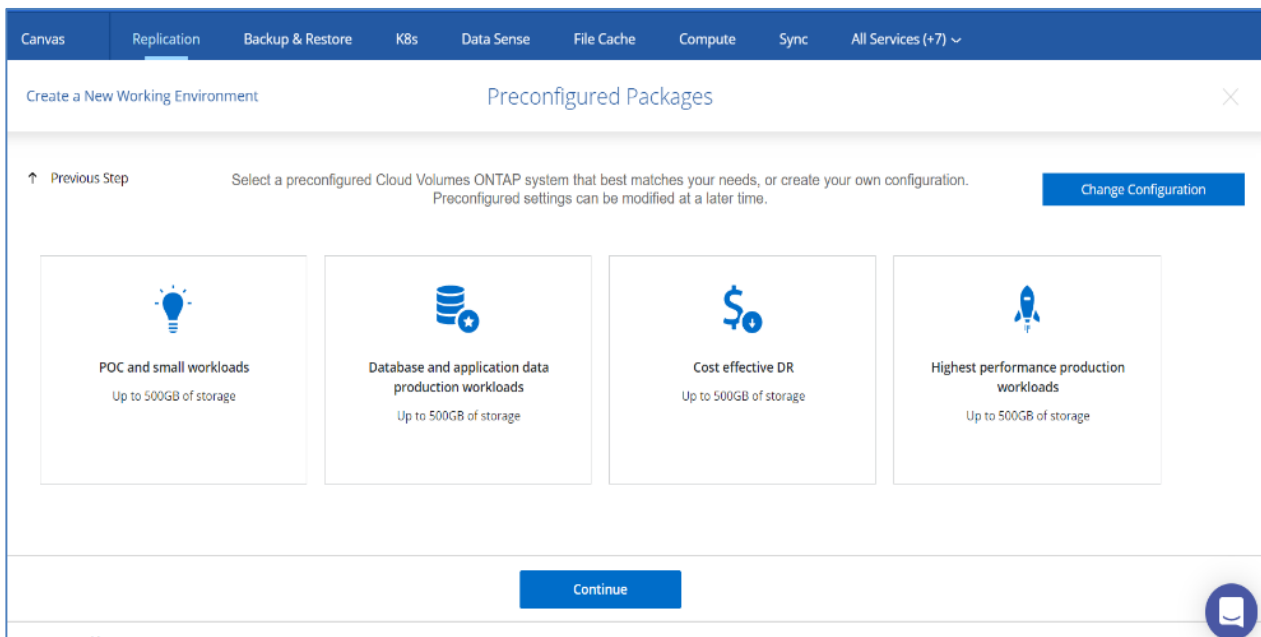 Canvas
Replication
Backup & Restore
K8s
Data Sense
File Cache
Compute
Sync
All Services (+7)
Create a New Working Environment
Preconfigured Packages
Previous Step
Select a preconfigured Cloud Volumes ONTAP system that best matches your needs, or create your own configuration.
Preconfigured settings can be modified at a later time.
Change Configuration
POC and small workloads
Up to 500GB of storage
Database and application data
production workloads
Up to 500GB of storage
Cost effective DR
Up to 500GB of storage
Highest performance production
workloads
Up to 500GB of storage
Continue